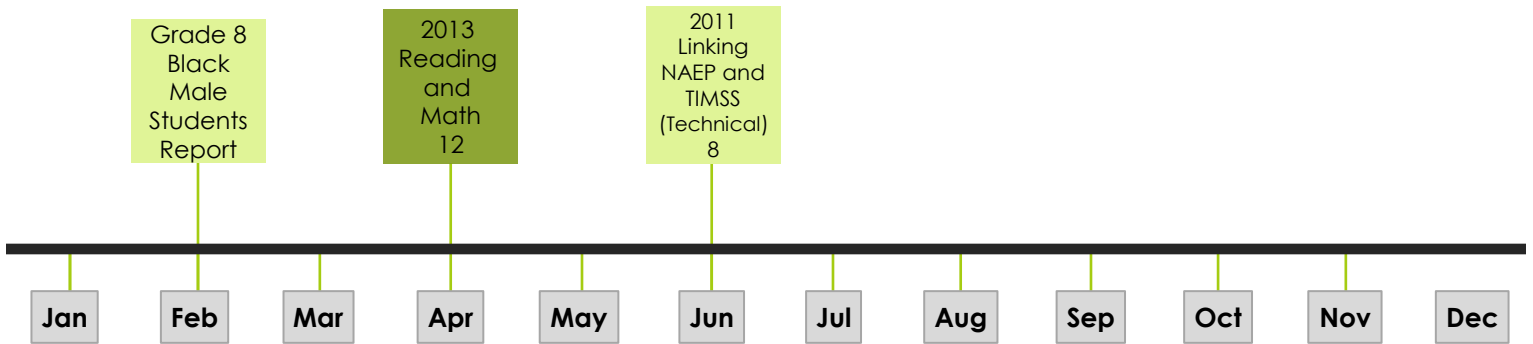 Grade 8
Black
Male
Students
Report
2013
Reading
and
Math
12
2011
Linking
NAEP and
TIMSS
(Technical)
8
Jan Feb Mar Apr May Jun Jul Aug Sep Oct Nov Dec